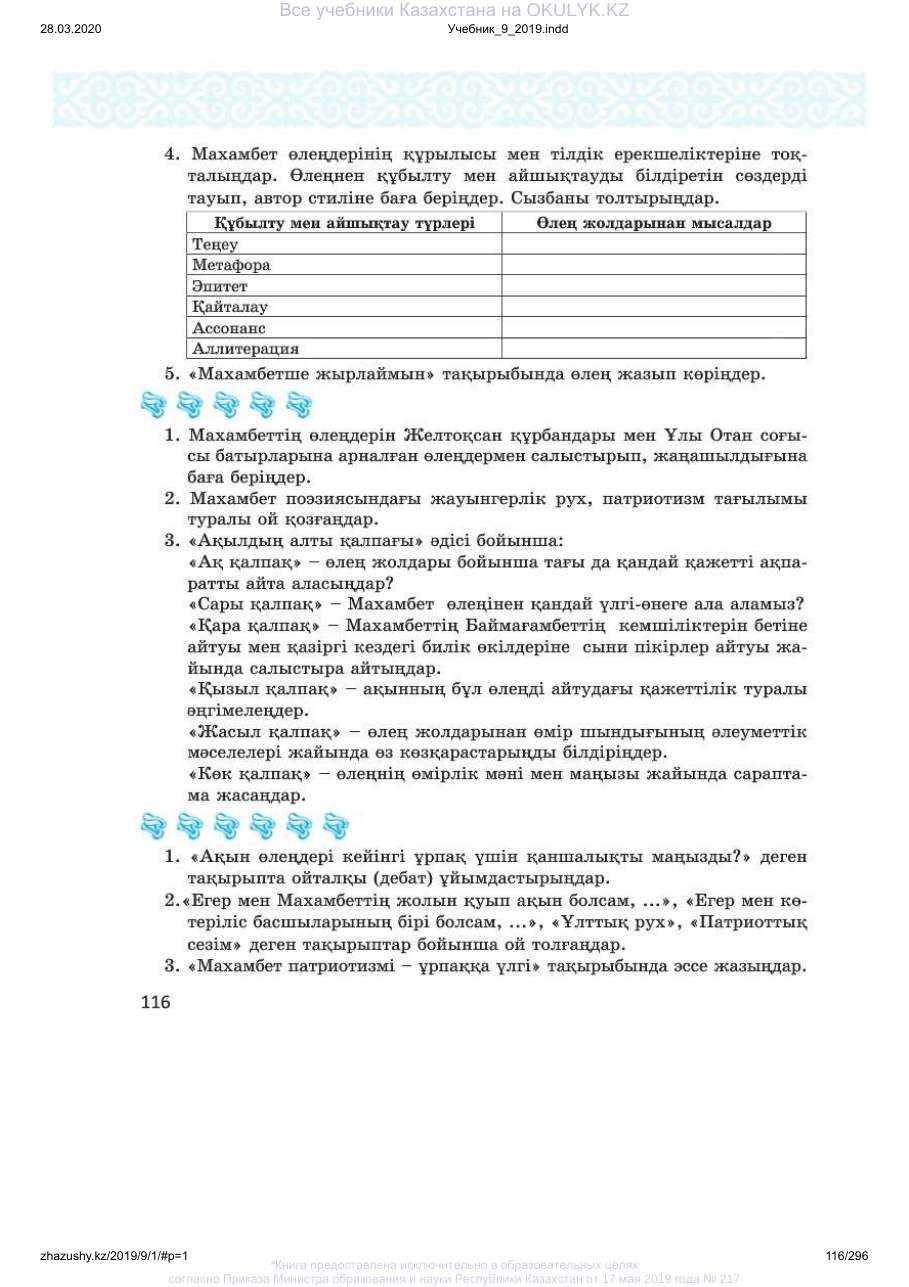 Все учебники Казахстана на OKULYK.KZ
28.03.2020 Учебник_9_2019.indd
4. Махамбет өлеңдерінің құрылысы мен тілдік ерекшеліктеріне тоқ-
талыңдар. Өлеңнен құбылту мен айшықтауды білдіретін сөздерді
тауып, автор стиліне баға беріңдер. Сызбаны толтырыңдар.
Құбылту мен айшықтау түрлері Өлең жолдарынан мысалдар
Теңеу
Метафора
Эпитет
Қайталау
Ассонанс
Аллитерация
5. «Махамбетше жырлаймын» тақырыбында өлең жазып көріңдер.
1. Махамбеттің өлеңдерін Желтоқсан құрбандары мен Ұлы Отан соғы-
сы батырларына арналған өлеңдермен салыстырып, жаңашылдығына
баға беріңдер.
2. Махамбет поэзиясындағы жауынгерлік рух, патриотизм тағылымы
туралы ой қозғаңдар.
3. «Ақылдың алты қалпағы» әдісі бойынша:
«Ақ қалпақ» – өлең жолдары бойынша тағы да қандай қажетті ақпа-
ратты айта аласыңдар?
«Сары қалпақ» – Махамбет өлеңінен қандай үлгі-өнеге ала аламыз?
«Қара қалпақ» – Махамбеттің Баймағамбеттің кемшіліктерін бетіне
айтуы мен қазіргі кездегі билік өкілдеріне сыни пікірлер айтуы жа-
йында салыстыра айтыңдар.
«Қызыл қалпақ» – ақынның бұл өлеңді айтудағы қажеттілік туралы
әңгімелеңдер.
«Жасыл қалпақ» – өлең жолдарынан өмір шындығының әлеуметтік
мәселелері жайында өз көзқарастарыңды білдіріңдер.
«Көк қалпақ» – өлеңнің өмірлік мәні мен маңызы жайында сарапта-
ма жасаңдар.
1. «Ақын өлеңдері кейінгі ұрпақ үшін қаншалықты маңызды?» деген
тақырыпта ойталқы (дебат) ұйымдастырыңдар.
2.«Егер мен Махамбеттің жолын қуып ақын болсам, ...», «Егер мен кө-
теріліс басшыларының бірі болсам, ...», «Ұлттық рух», «Патриоттық
сезім» деген тақырыптар бойынша ой толғаңдар.
3. «Махамбет патриотизмі – ұрпаққа үлгі» тақырыбында эссе жазыңдар.
116
zhazushy.kz/2019/9/1/#p=1 116/296
*Книга предоставлена исключительно в образовательных целях
согласно Приказа Министра образования и науки Республики Казахстан от 17 мая 2019 года № 217